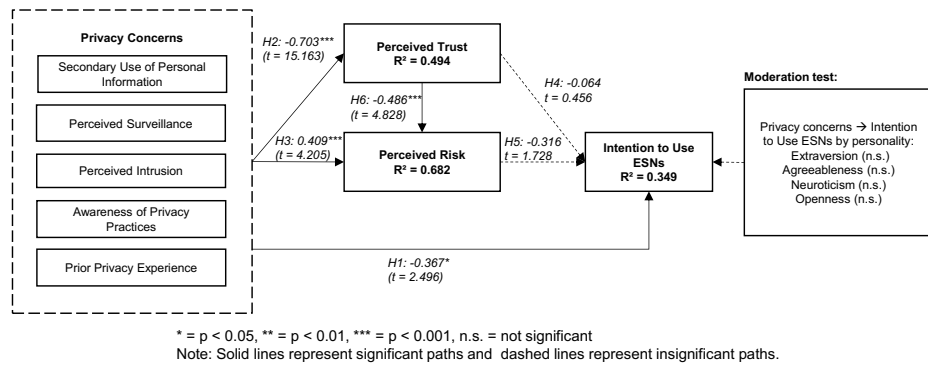 Privacy Concerns
Secondary Use of Personal
Information
Perceived Surveillance
Perceived Intrusion
Awareness of Privacy
Practices
Prior Privacy Experience
H2: -0.703***
(t = 15.163)
Perceived Trust
R² = 0.494
H6: -0.486***
(t = 4.828)
H3: 0.409***
(t = 4.205)
Perceived Risk
R² = 0.682
H4: -0.064
t = 0.456
H5: -0.316
t = 1.728
Intention to Use
ESNs
R² = 0.349
H1: -0.367*
(t = 2.496)
Moderation test:
Privacy concerns → Intention
to Use ESNs by personality:
Extraversion (n.s.)
Agreeableness (n.s.)
Neuroticism (n.s.)
Openness (n.s.)
* = p < 0.05, ** = p < 0.01, *** = p < 0.001, n.s. = not significant
Note: Solid lines represent significant paths and dashed lines represent insignificant paths.